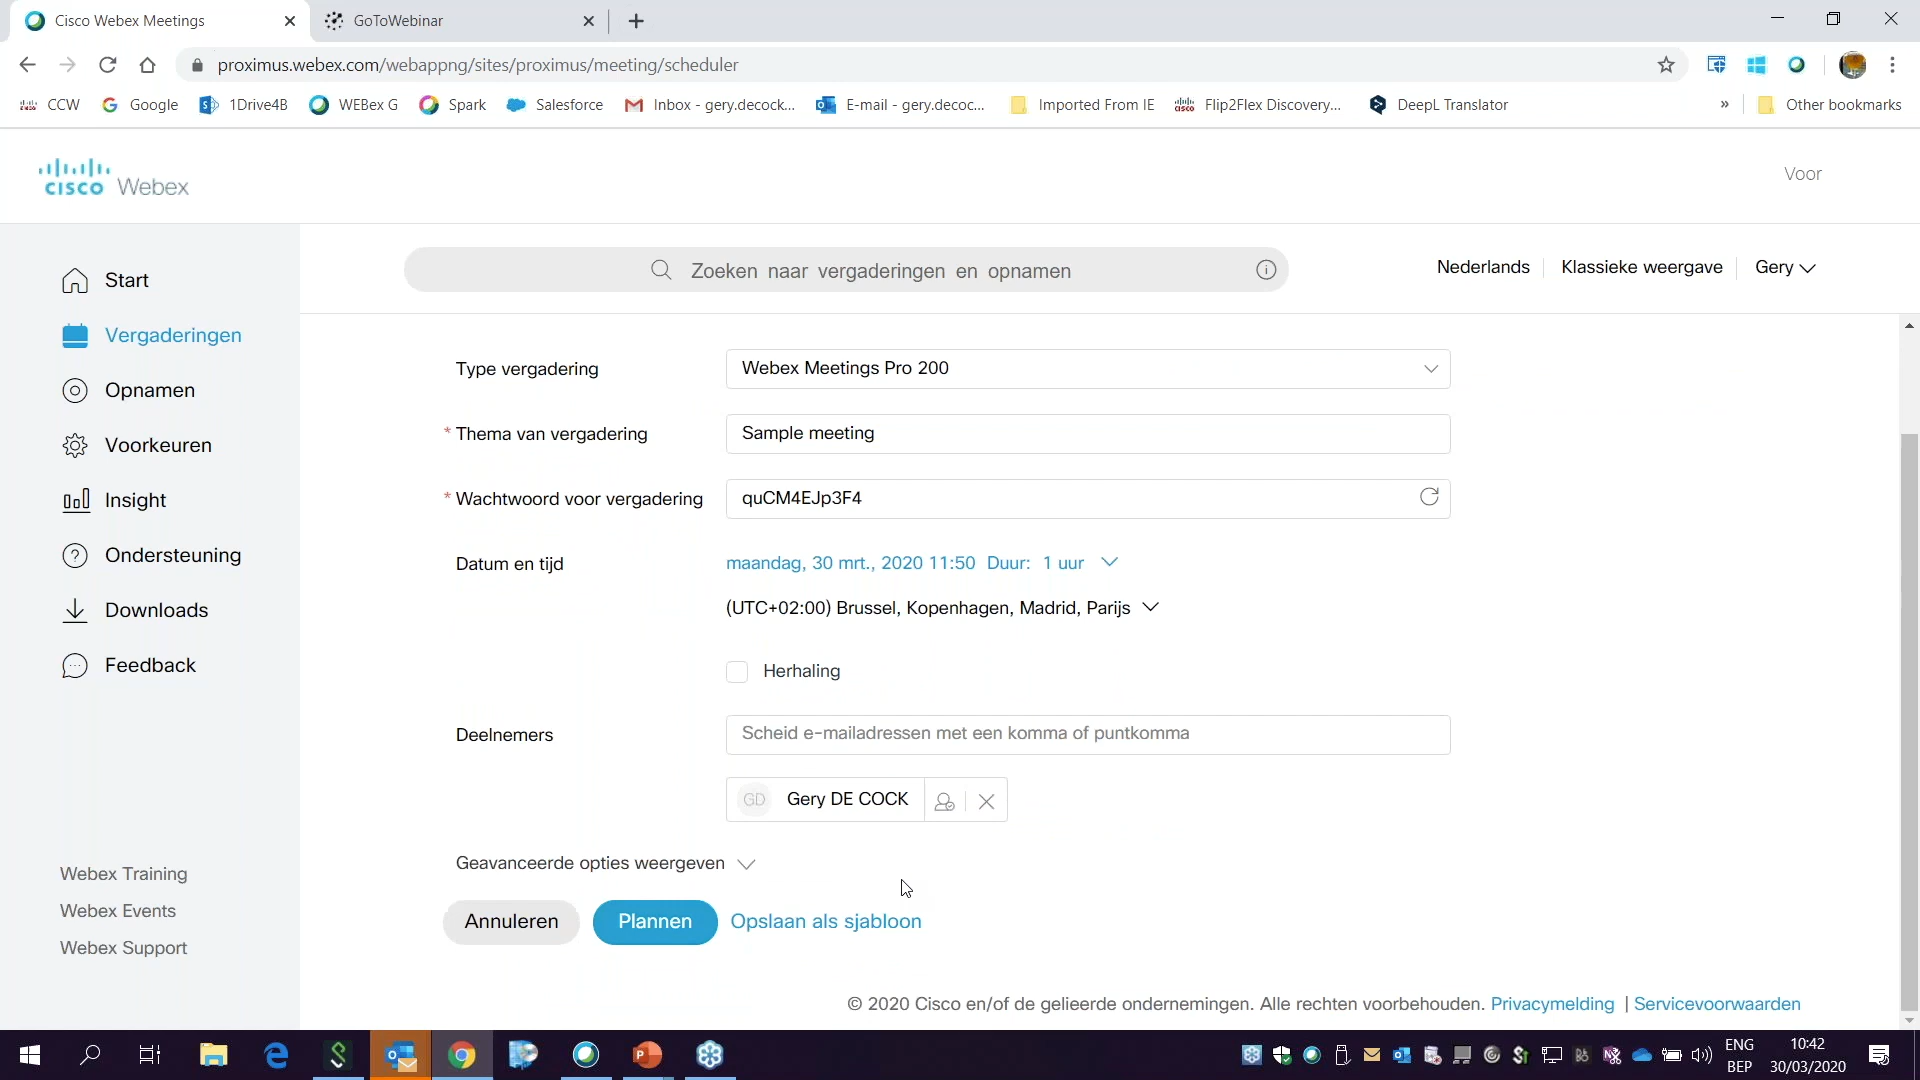 Cisco Webex Meetings
GoToWebinar
proximus.webex.com/webappng/sites/proximus/meeting/scheduler
CCW
Google
1Drive4B
WEBex G
Spark
Salesforce
Inbox - gery.decock...
E-mail - gery.decoc...
Imported From IE
Flip2Flex Discovery...
DeepL Translator
»
Other bookmarks
CISCO Webex
Voor
Zoeken naar vergaderingen en opnamen
Nederlands
Klassieke weergave
Gery
Start
Vergaderingen
Opnamen
Voorkeuren
Insight
Ondersteuning
Downloads
Feedback
Webex Training
Webex Events
Webex Support
Type vergadering
Webex Meetings Pro 200
* Thema van vergadering
Sample meeting
* Wachtwoord voor vergadering
quCM4EJp3F4
Datum en tijd
maandag, 30 mrt., 2020 11:50 Duur: 1 uur
(UTC+02:00) Brussel, Kopenhagen, Madrid, Parijs
Herhaling
Deelnemers
Scheid e-mailadressen met een komma of puntkomma
GD Gery DE COCK
Geavanceerde opties weergeven
Annuleren
Plannen
Opslaan als sjabloon
© 2020 Cisco en/of de gelieerde ondernemingen. Alle rechten voorbehouden. Privacymelding | Servicevoorwaarden
ENG
BEP
10:42
30/03/2020